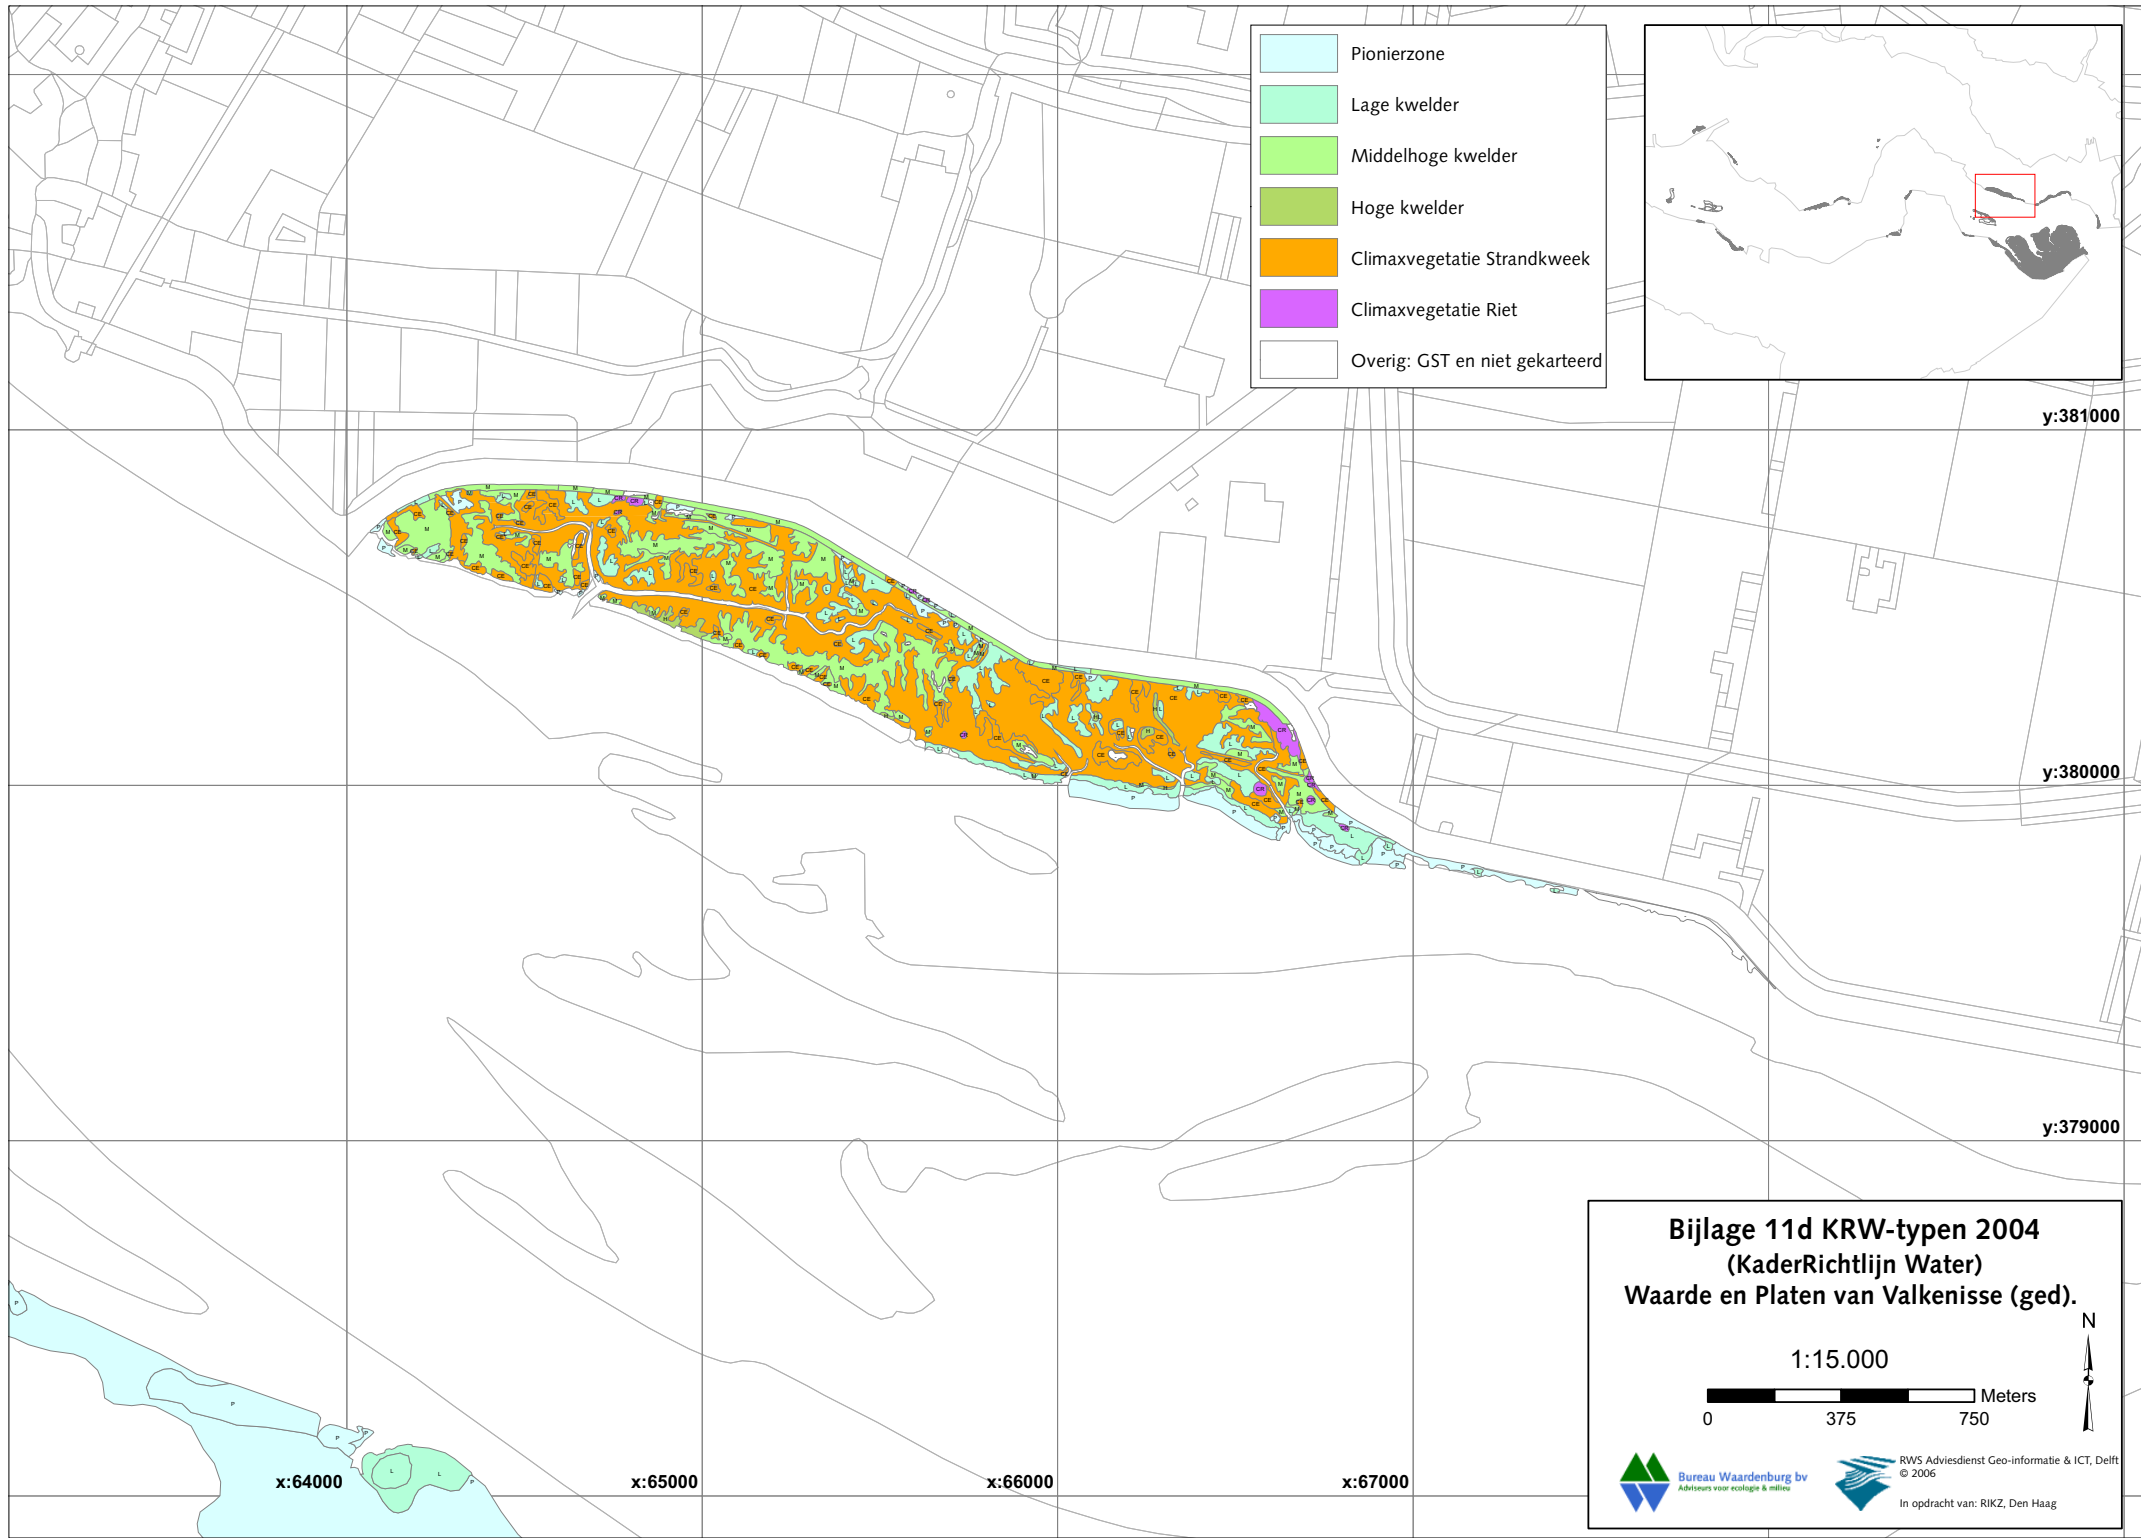 Pionierzone
Lage kwelder
Middelhoge kwelder
Hoge kwelder
Climaxvegetatie Strandkweek
Climaxvegetatie Riet
Overig: GST en niet gekarteerd
y:381000
y:380000
y:379000
x:64000
x:65000
x:66000
x:67000
Bijlage 11d KRW-typen 2004
(KaderRichtlijn Water)
Waarde en Platen van Valkenisse (ged).
N
1:15.000
Meters
0 375 750
Bureau Waardenburg bv
Adviseurs voor ecologie & milieu
RWS Adviesdienst Geo-informatie & ICT, Delft
© 2006
In opdracht van: RIKZ, Den Haag